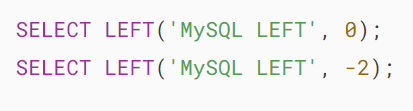 SELECT LEFT('MySQL LEFT', 0);
SELECT LEFT('MySQL LEFT', -2);